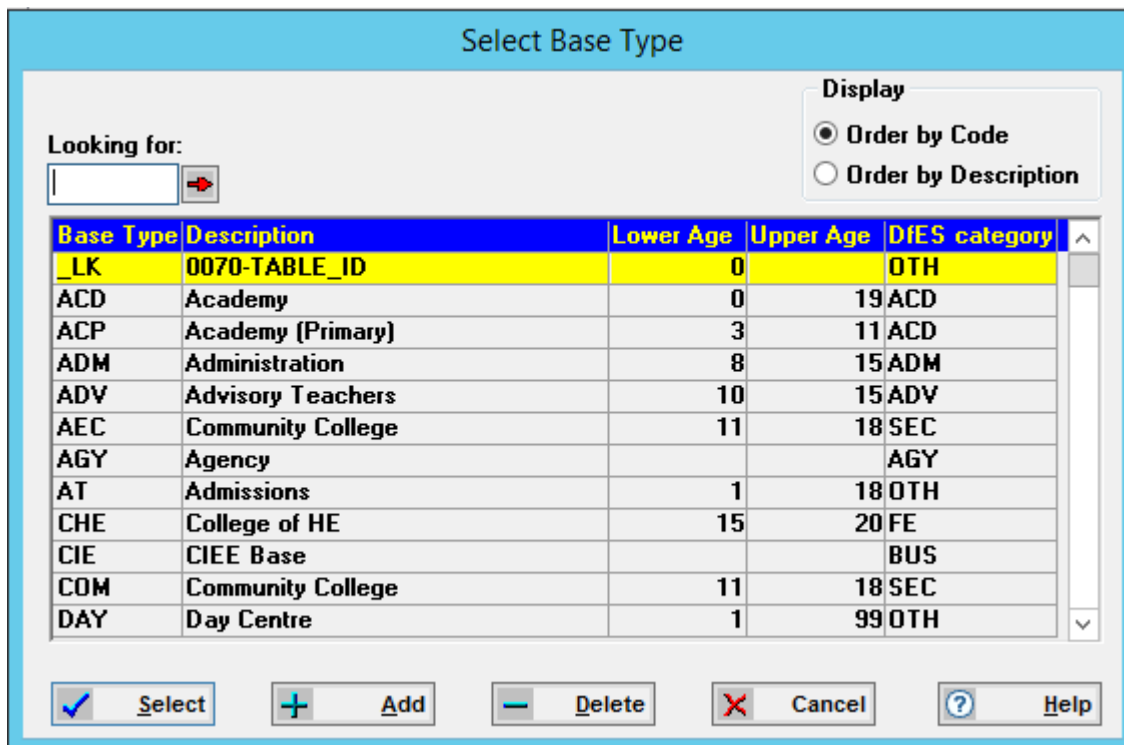 Select Base Type
Display
Order by Code
Order by Description
Looking for:
Base Type Description Lower Age Upper Age DfES category
_LK 0070-TABLE_ID 0 OTH
ACD Academy 0 19 ACD
ACP Academy (Primary) 3 11 ACD
ADM Administration 8 15 ADM
ADV Advisory Teachers 10 15 ADV
AEC Community College 11 18 SEC
AGY Agency AGY
AT Admissions 1 18 OTH
CHE College of HE 15 20 FE
CIE CIEE Base BUS
COM Community College 11 18 SEC
DAY Day Centre 1 99 OTH
Select Add Delete Cancel Help